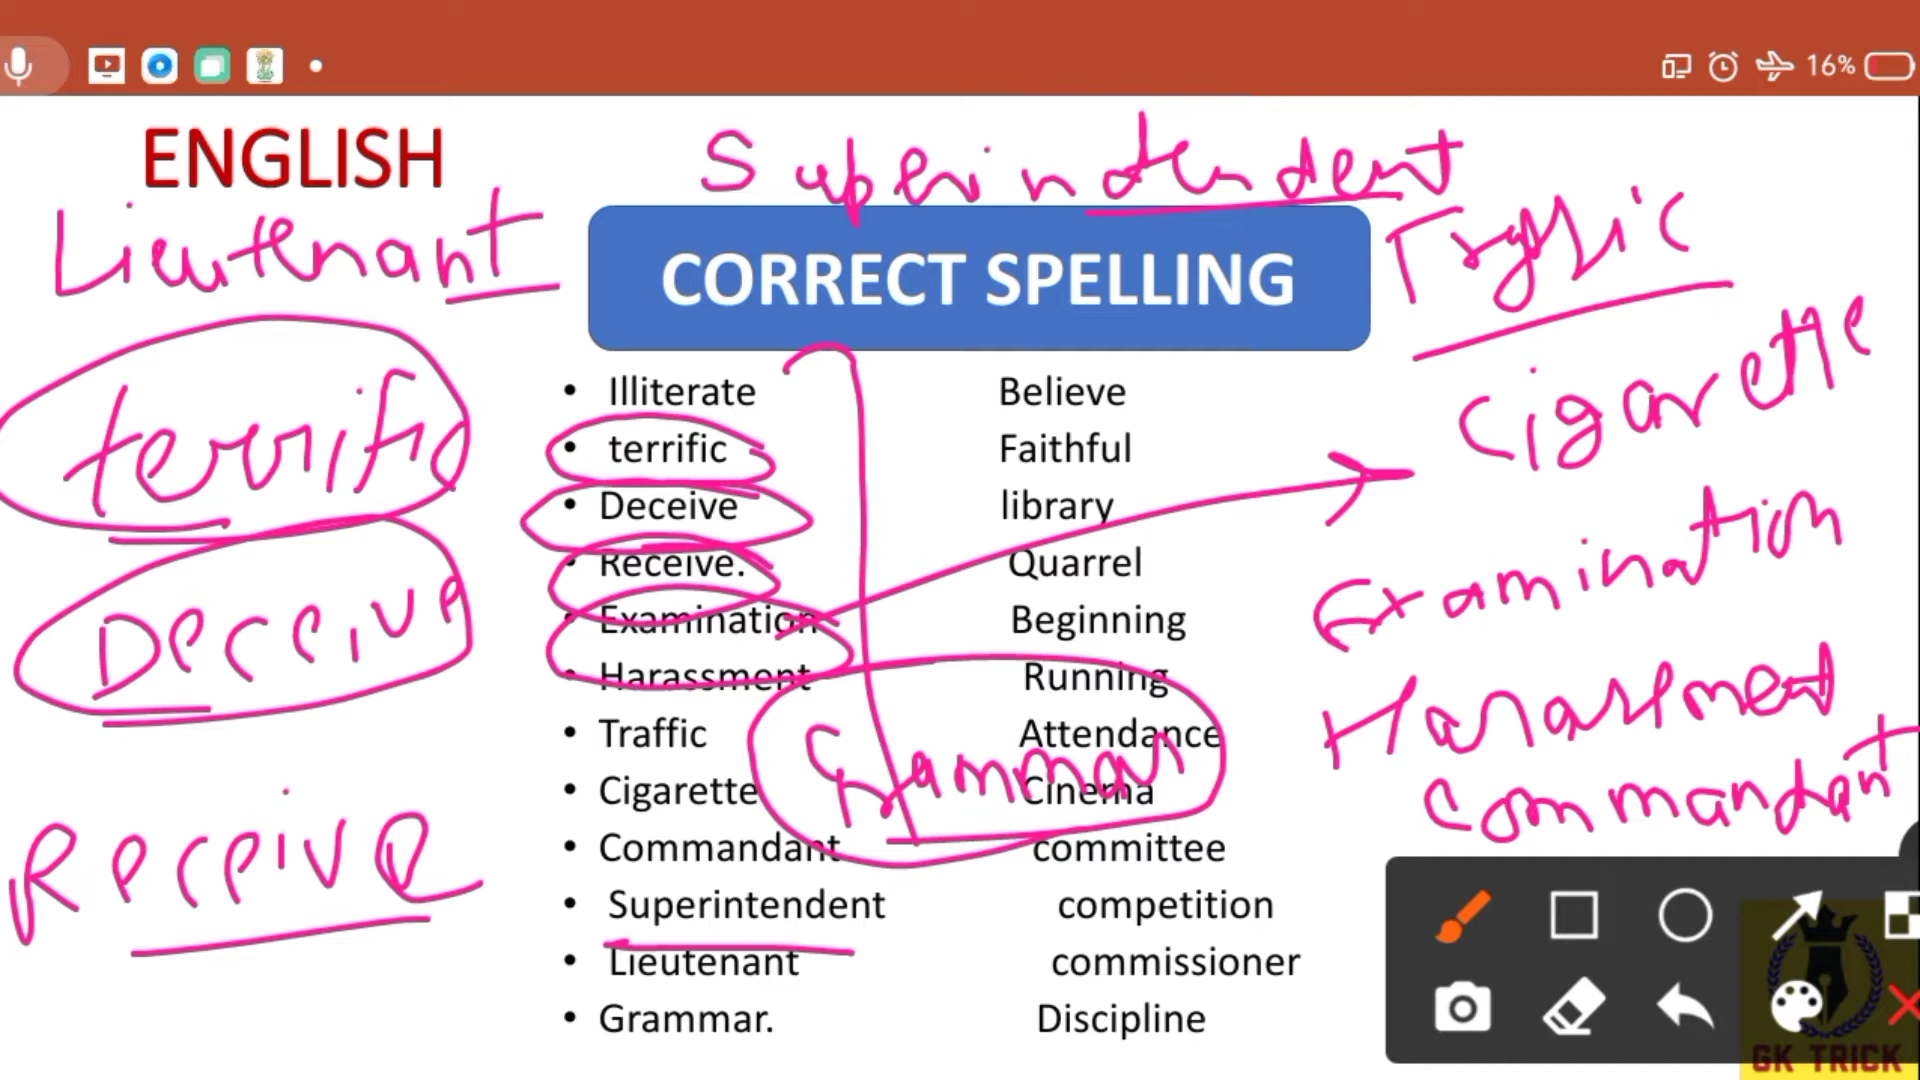 16%
ENGLISH
Superintendent
Lieutenant
CORRECT SPELLING
Traffic
Cigarette
terrific
• Illiterate Believe
• terrific Faithful
• Deceive library
• Receive. Quarrel
Examination
• Examination Beginning
Deceive
• Harassment Running
Harassment
• Traffic Attendance
Grammar
• Cigarette Cinema
Commandant
• Commandant committee
Receive
• Superintendent competition
• Lieutenant commissioner
• Grammar. Discipline
GK TRICK